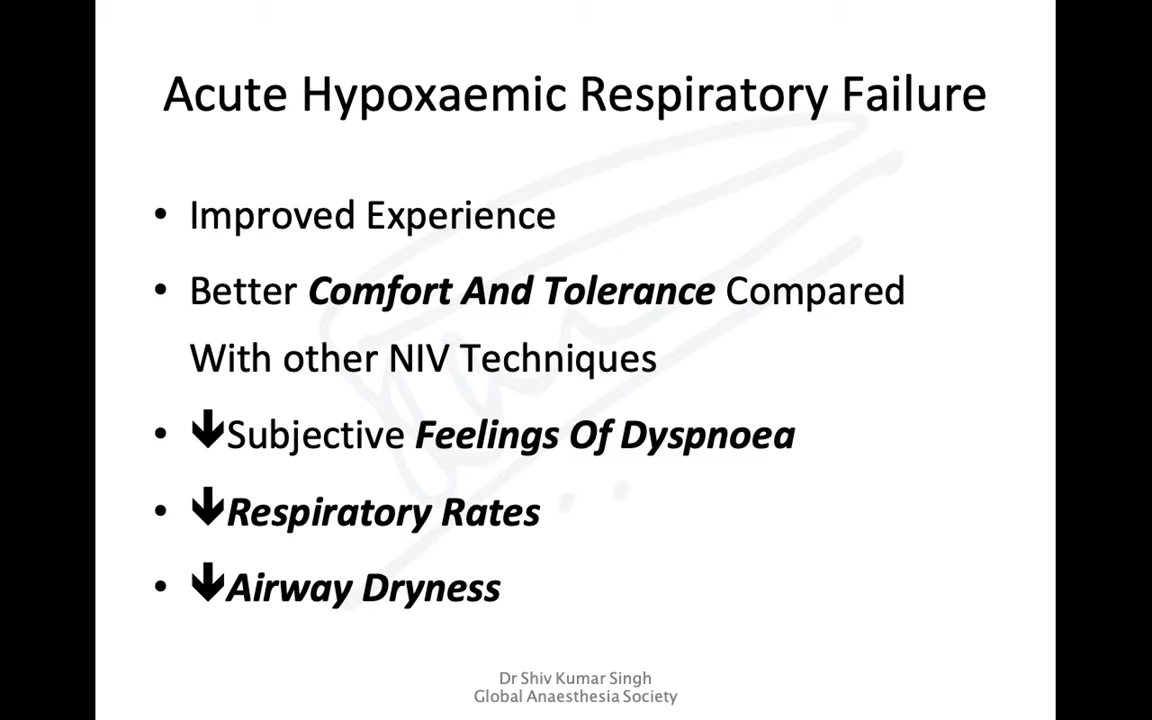 Acute Hypoxaemic Respiratory Failure
• Improved Experience
• Better Comfort And Tolerance Compared
With other NIV Techniques
• ↓Subjective Feelings Of Dyspnoea
• ↓Respiratory Rates
• ↓Airway Dryness
Dr Shiv Kumar Singh
Global Anaesthesia Society